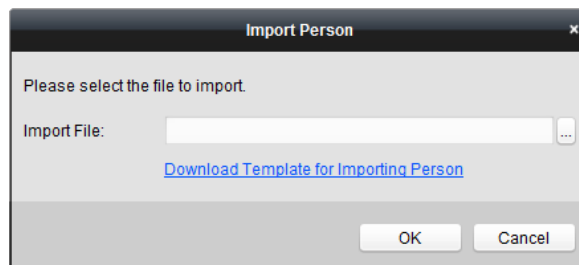 Import Person
×
Please select the file to import.
Import File:
...
Download Template for Importing Person
OK Cancel